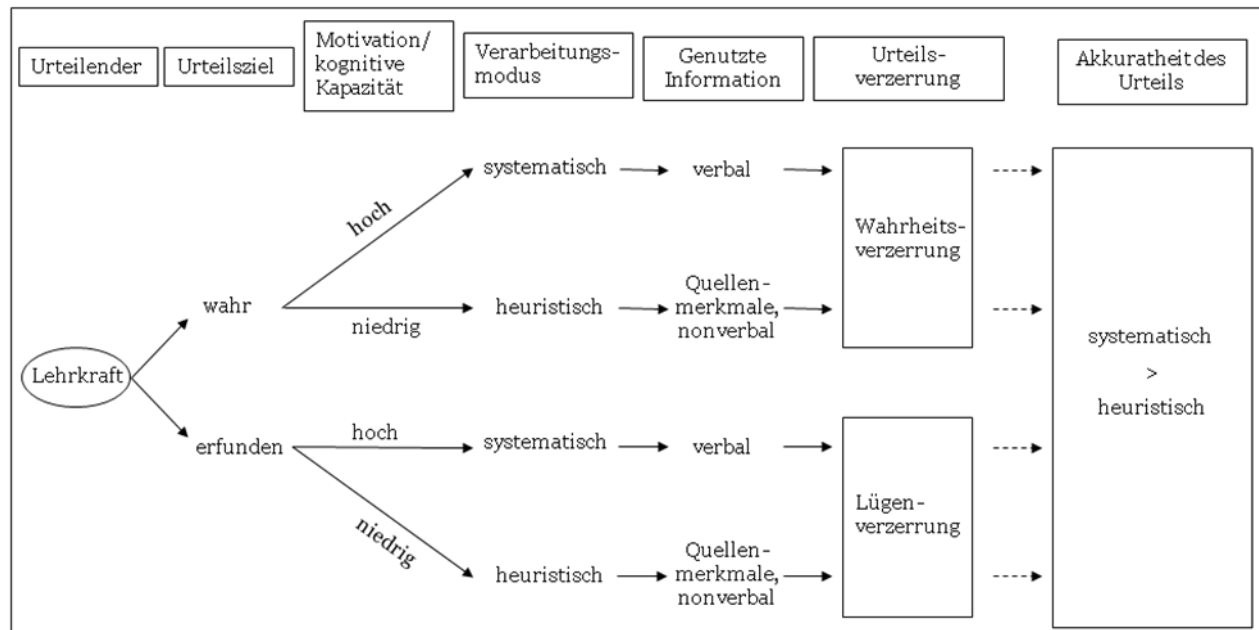 Urteilender
Urteilsziel
Motivation/
kognitive
Kapazität
Verarbeitungs-
modus
Genutzte
Information
Urteils-
verzerrung
Akkuratheit des
Urteils
Lehrkraft
wahr
hoch
systematisch
verbal
niedrig
heuristisch
Quellen-
merkmale,
nonverbal
Wahrheits-
verzerrung
erfunden
hoch
systematisch
verbal
niedrig
heuristisch
Quellen-
merkmale,
nonverbal
Lügen-
verzerrung
systematisch
>
heuristisch